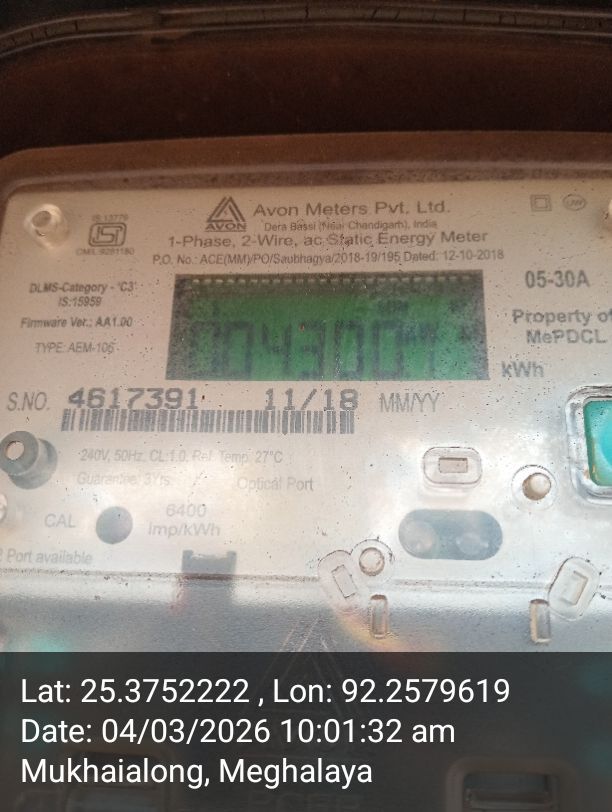 IS:13779
ISI
CM/L:9291180
AVON
Avon Meters Pvt. Ltd.
Dera Bassi (Near Chandigarh), India
1-Phase, 2-Wire, ac Static Energy Meter
P.O. No.: ACE(MM)/PO/Saubhagya/2018-19/195 Dated: 12-10-2018
DLMS-Category - 'C3'
IS:15959
Firmware Ver.: AA1.00
TYPE: AEM-106
05-30A
Property of
MePDCL
kWh
S.NO. 4617391 11/18 MM/YY
240V, 50Hz, CL 1.0, Ref. Temp. 27°C
Guarantee: 3Yrs. Optical Port
CAL
6400
Imp/kWh
Port available
Lat: 25.3752222 , Lon: 92.2579619
Date: 04/03/2026 10:01:32 am
Mukhaialong, Meghalaya